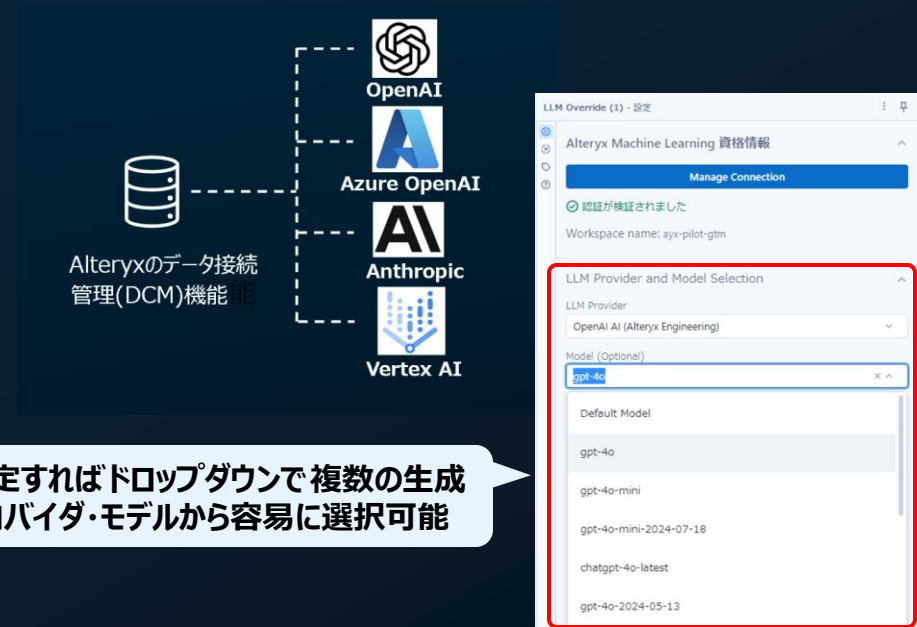 OpenAI
Azure OpenAI
Anthropic
Vertex AI
Alteryxのデータ接続
管理(DCM)機能能
定すればドロップダウンで複数の生成
バイダ・モデルから容易に選択可能
LLM Override (1) - 設定
Alteryx Machine Learning 資格情報
Manage Connection
認証が検証されました
Workspace name: ayx-pilot-gtm
LLM Provider and Model Selection
LLM Provider
OpenAI AI (Alteryx Engineering)
Model (Optional)
gpt-4o
Default Model
gpt-4o
gpt-4o-mini
gpt-4o-mini-2024-07-18
chatgpt-4o-latest
gpt-4o-2024-05-13